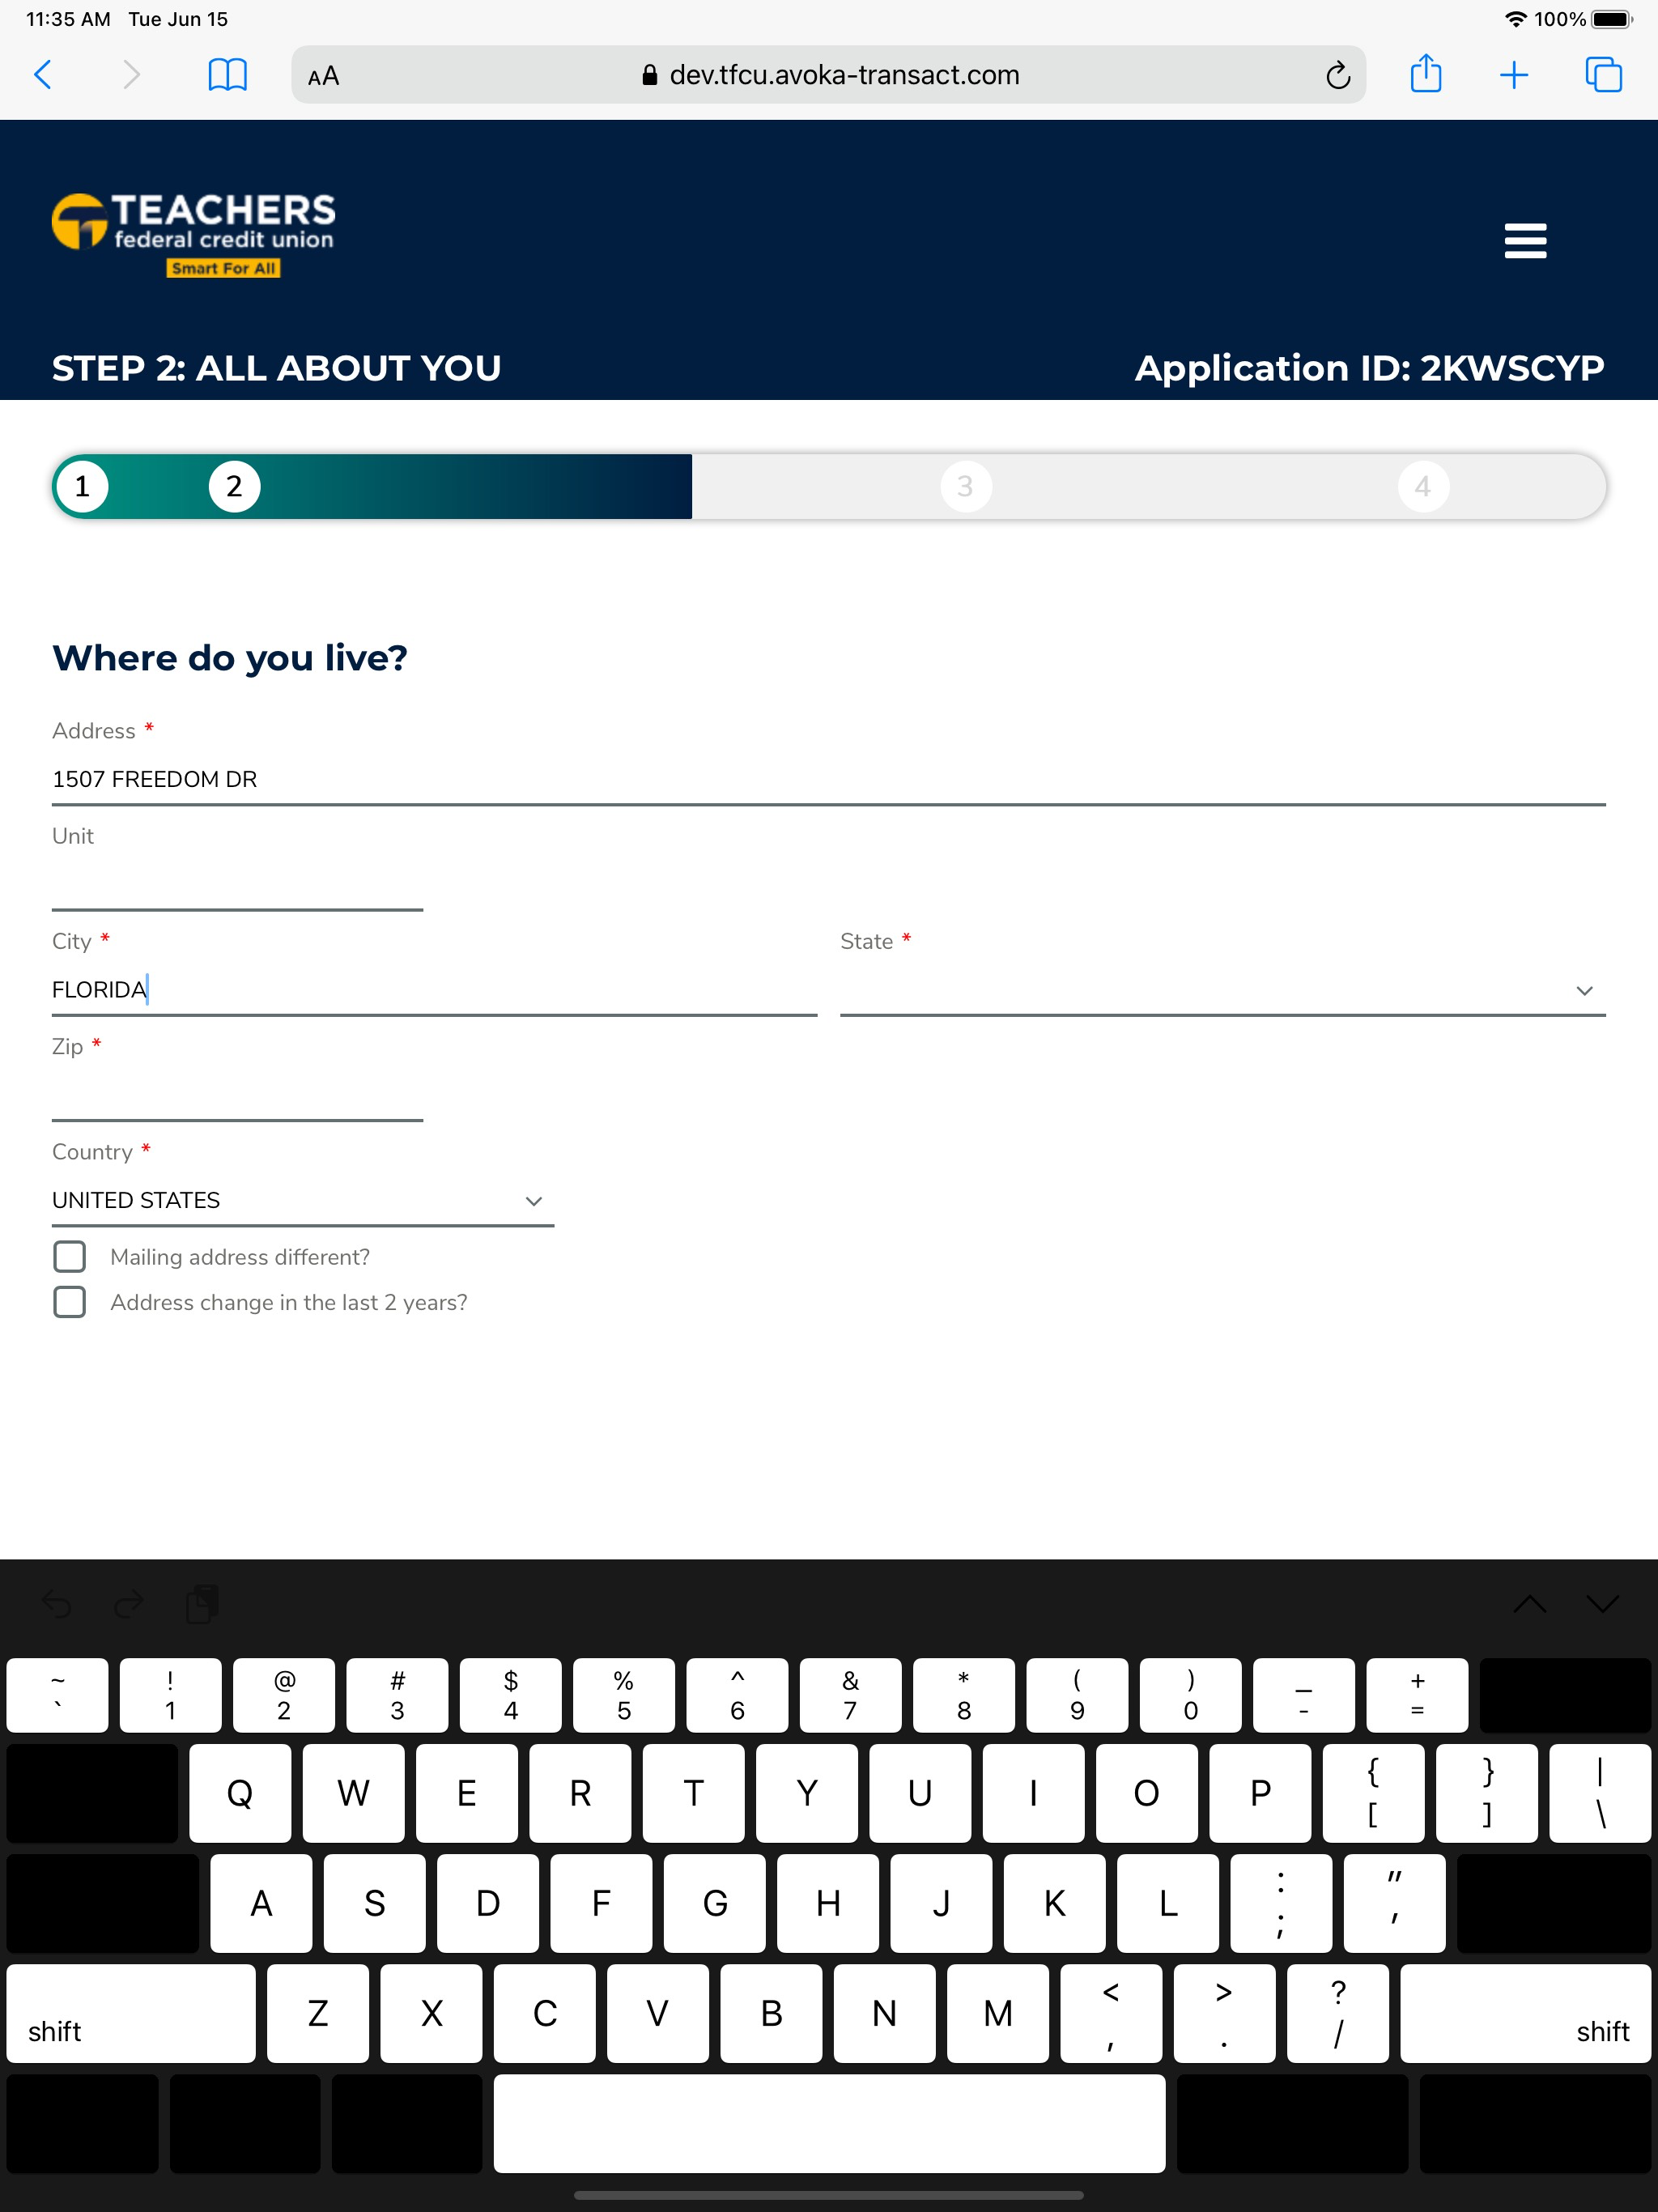 11:35 AM Tue Jun 15 100%
AA dev.tfcu.avoka-transact.com
TEACHERS
federal credit union
Smart For All
STEP 2: ALL ABOUT YOU Application ID: 2KWSCYP
1 2 3 4
Where do you live?
Address *
1507 FREEDOM DR
Unit
City * State *
FLORIDA
Zip *
Country *
UNITED STATES
Mailing address different?
Address change in the last 2 years?
~ ! @ # $ % ^ & * ( ) _ +
` 1 2 3 4 5 6 7 8 9 0 - =
Q W E R T Y U I O P { } |
[ ] \
A S D F G H J K L : "
; '
shift Z X C V B N M < > ? shift
, . /